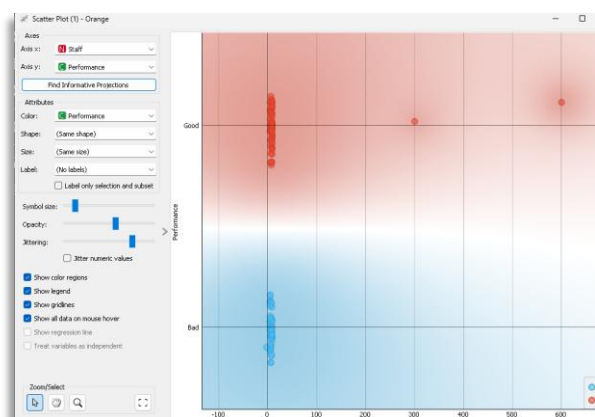 Scatter Plot (1) - Orange
Axes
Axis x: N Staff
Axis y: C Performance
Find Informative Projections
Attributes
Color: C Performance
Shape: (Same shape)
Size: (Same size)
Label: (No labels)
Label only selection and subset
Symbol size:
Opacity:
Jittering:
Jitter numeric values
Show color regions
Show legend
Show gridlines
Show all data on mouse hover
Show regression line
Treat variables as independent
Zoom/Select
Performance
Good
Bad
-100 0 100 200 300 400 500 600